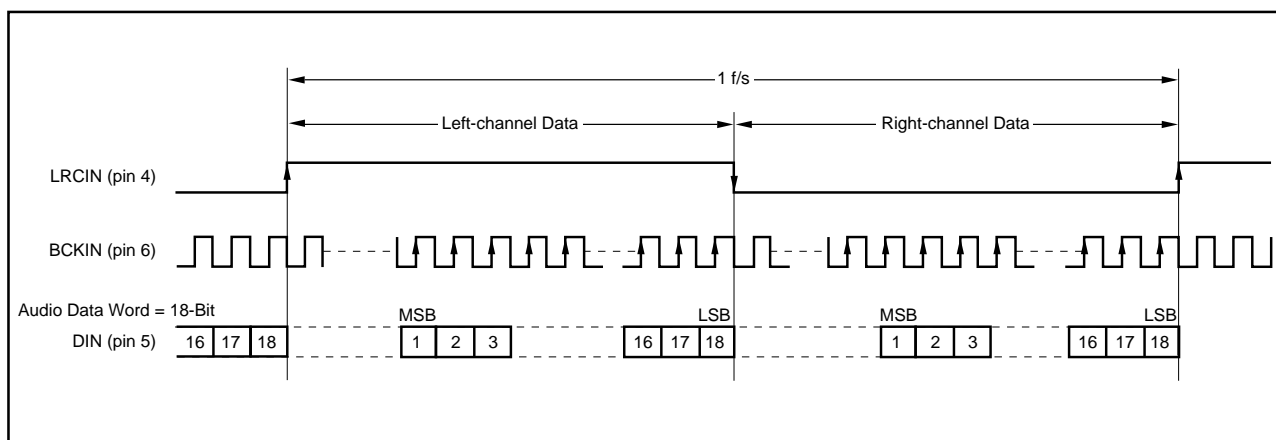 1 f/s
Left-channel Data Right-channel Data
LRCIN (pin 4)
BCKIN (pin 6)
Audio Data Word = 18-Bit
MSB LSB MSB LSB
DIN (pin 5) 16 17 18 1 2 3 16 17 18 1 2 3 16 17 18